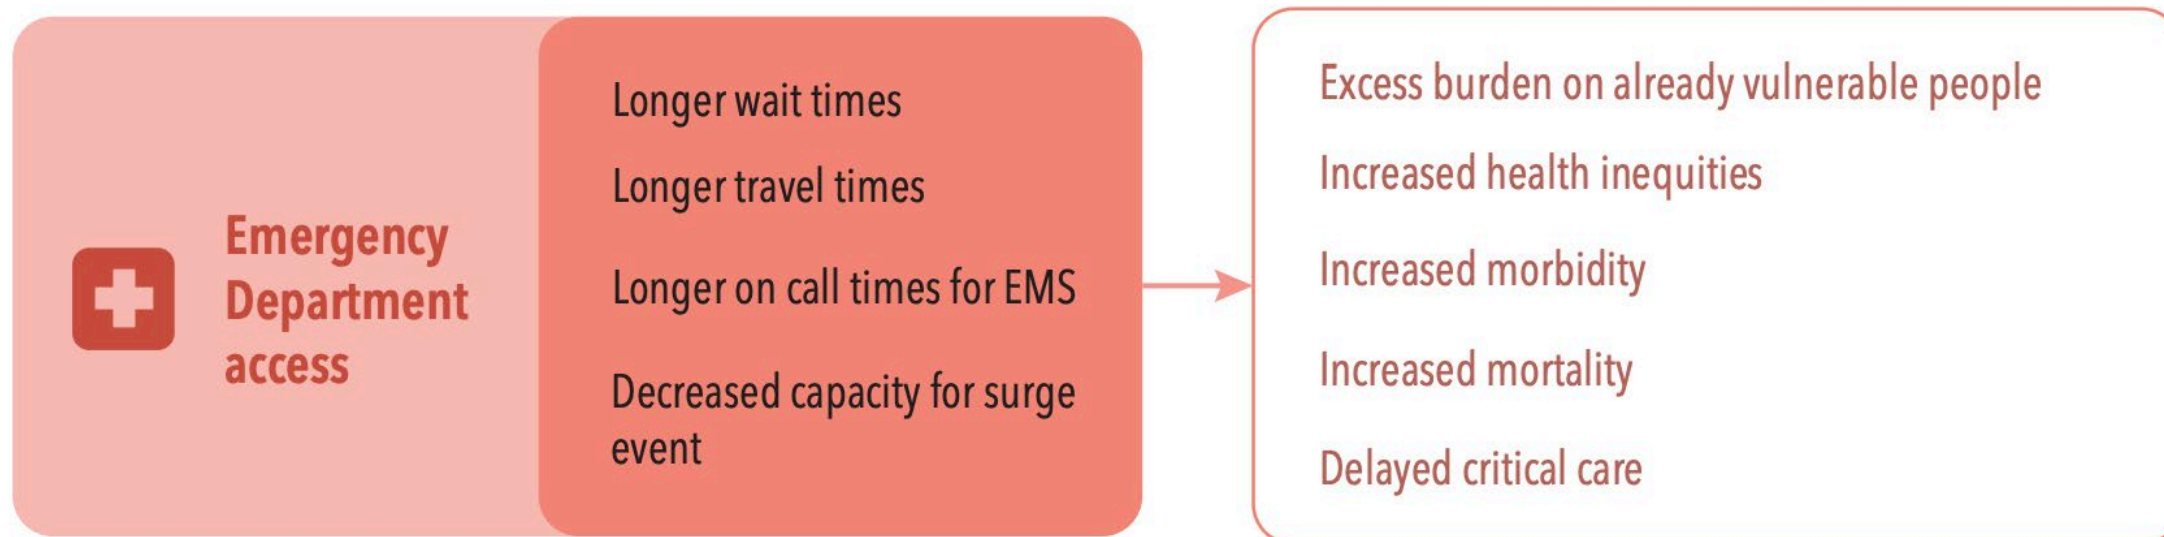 Emergency
Department
access
Longer wait times
Longer travel times
Longer on call times for EMS
Decreased capacity for surge
event
Excess burden on already vulnerable people
Increased health inequities
Increased morbidity
Increased mortality
Delayed critical care